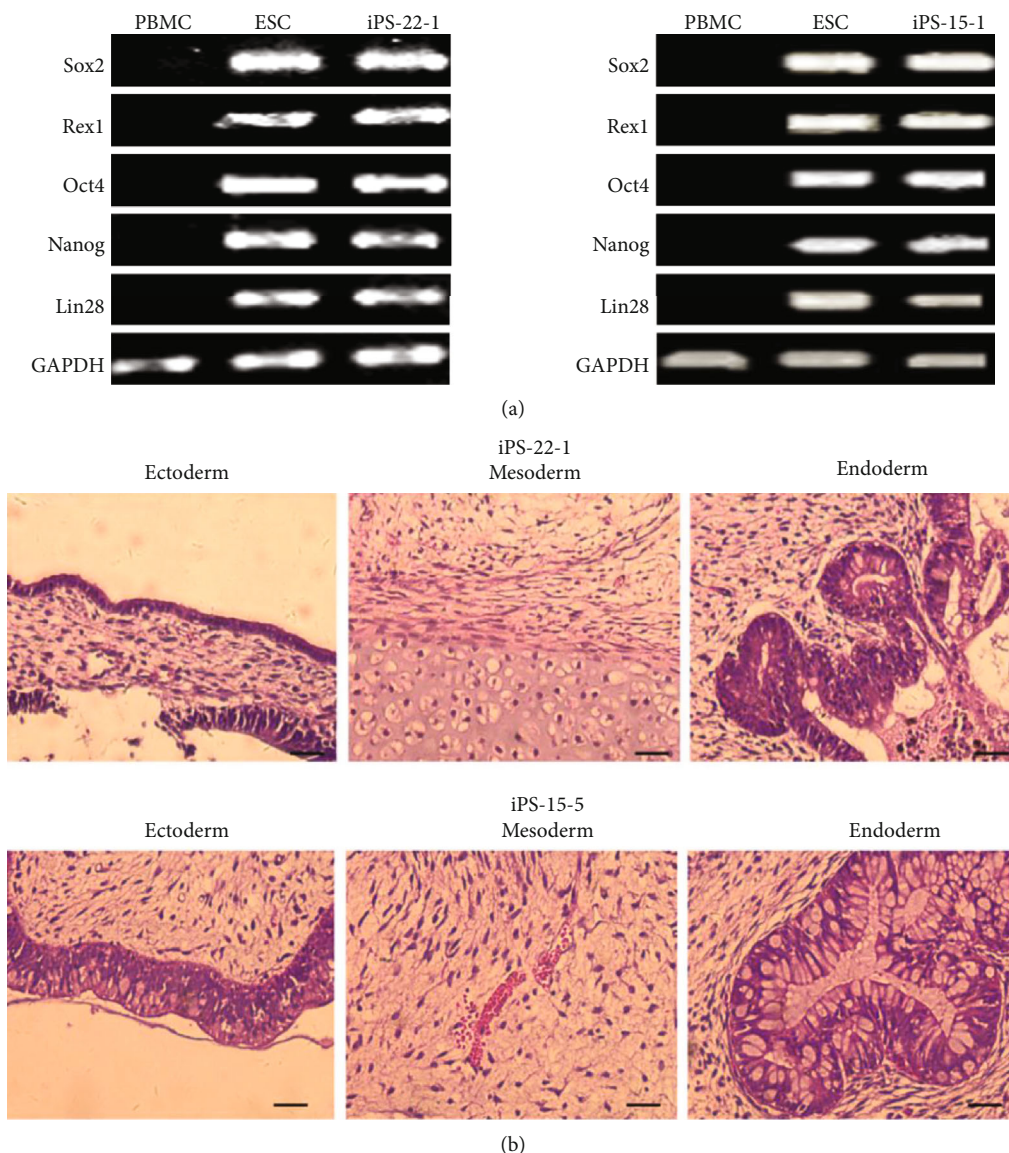 PBMC ESC iPS-22-1
Sox2
Rex1
Oct4
Nanog
Lin28
GAPDH
PBMC ESC iPS-15-1
Sox2
Rex1
Oct4
Nanog
Lin28
GAPDH
(a)
iPS-22-1
Ectoderm Mesoderm Endoderm
iPS-15-5
Ectoderm Mesoderm Endoderm
(b)